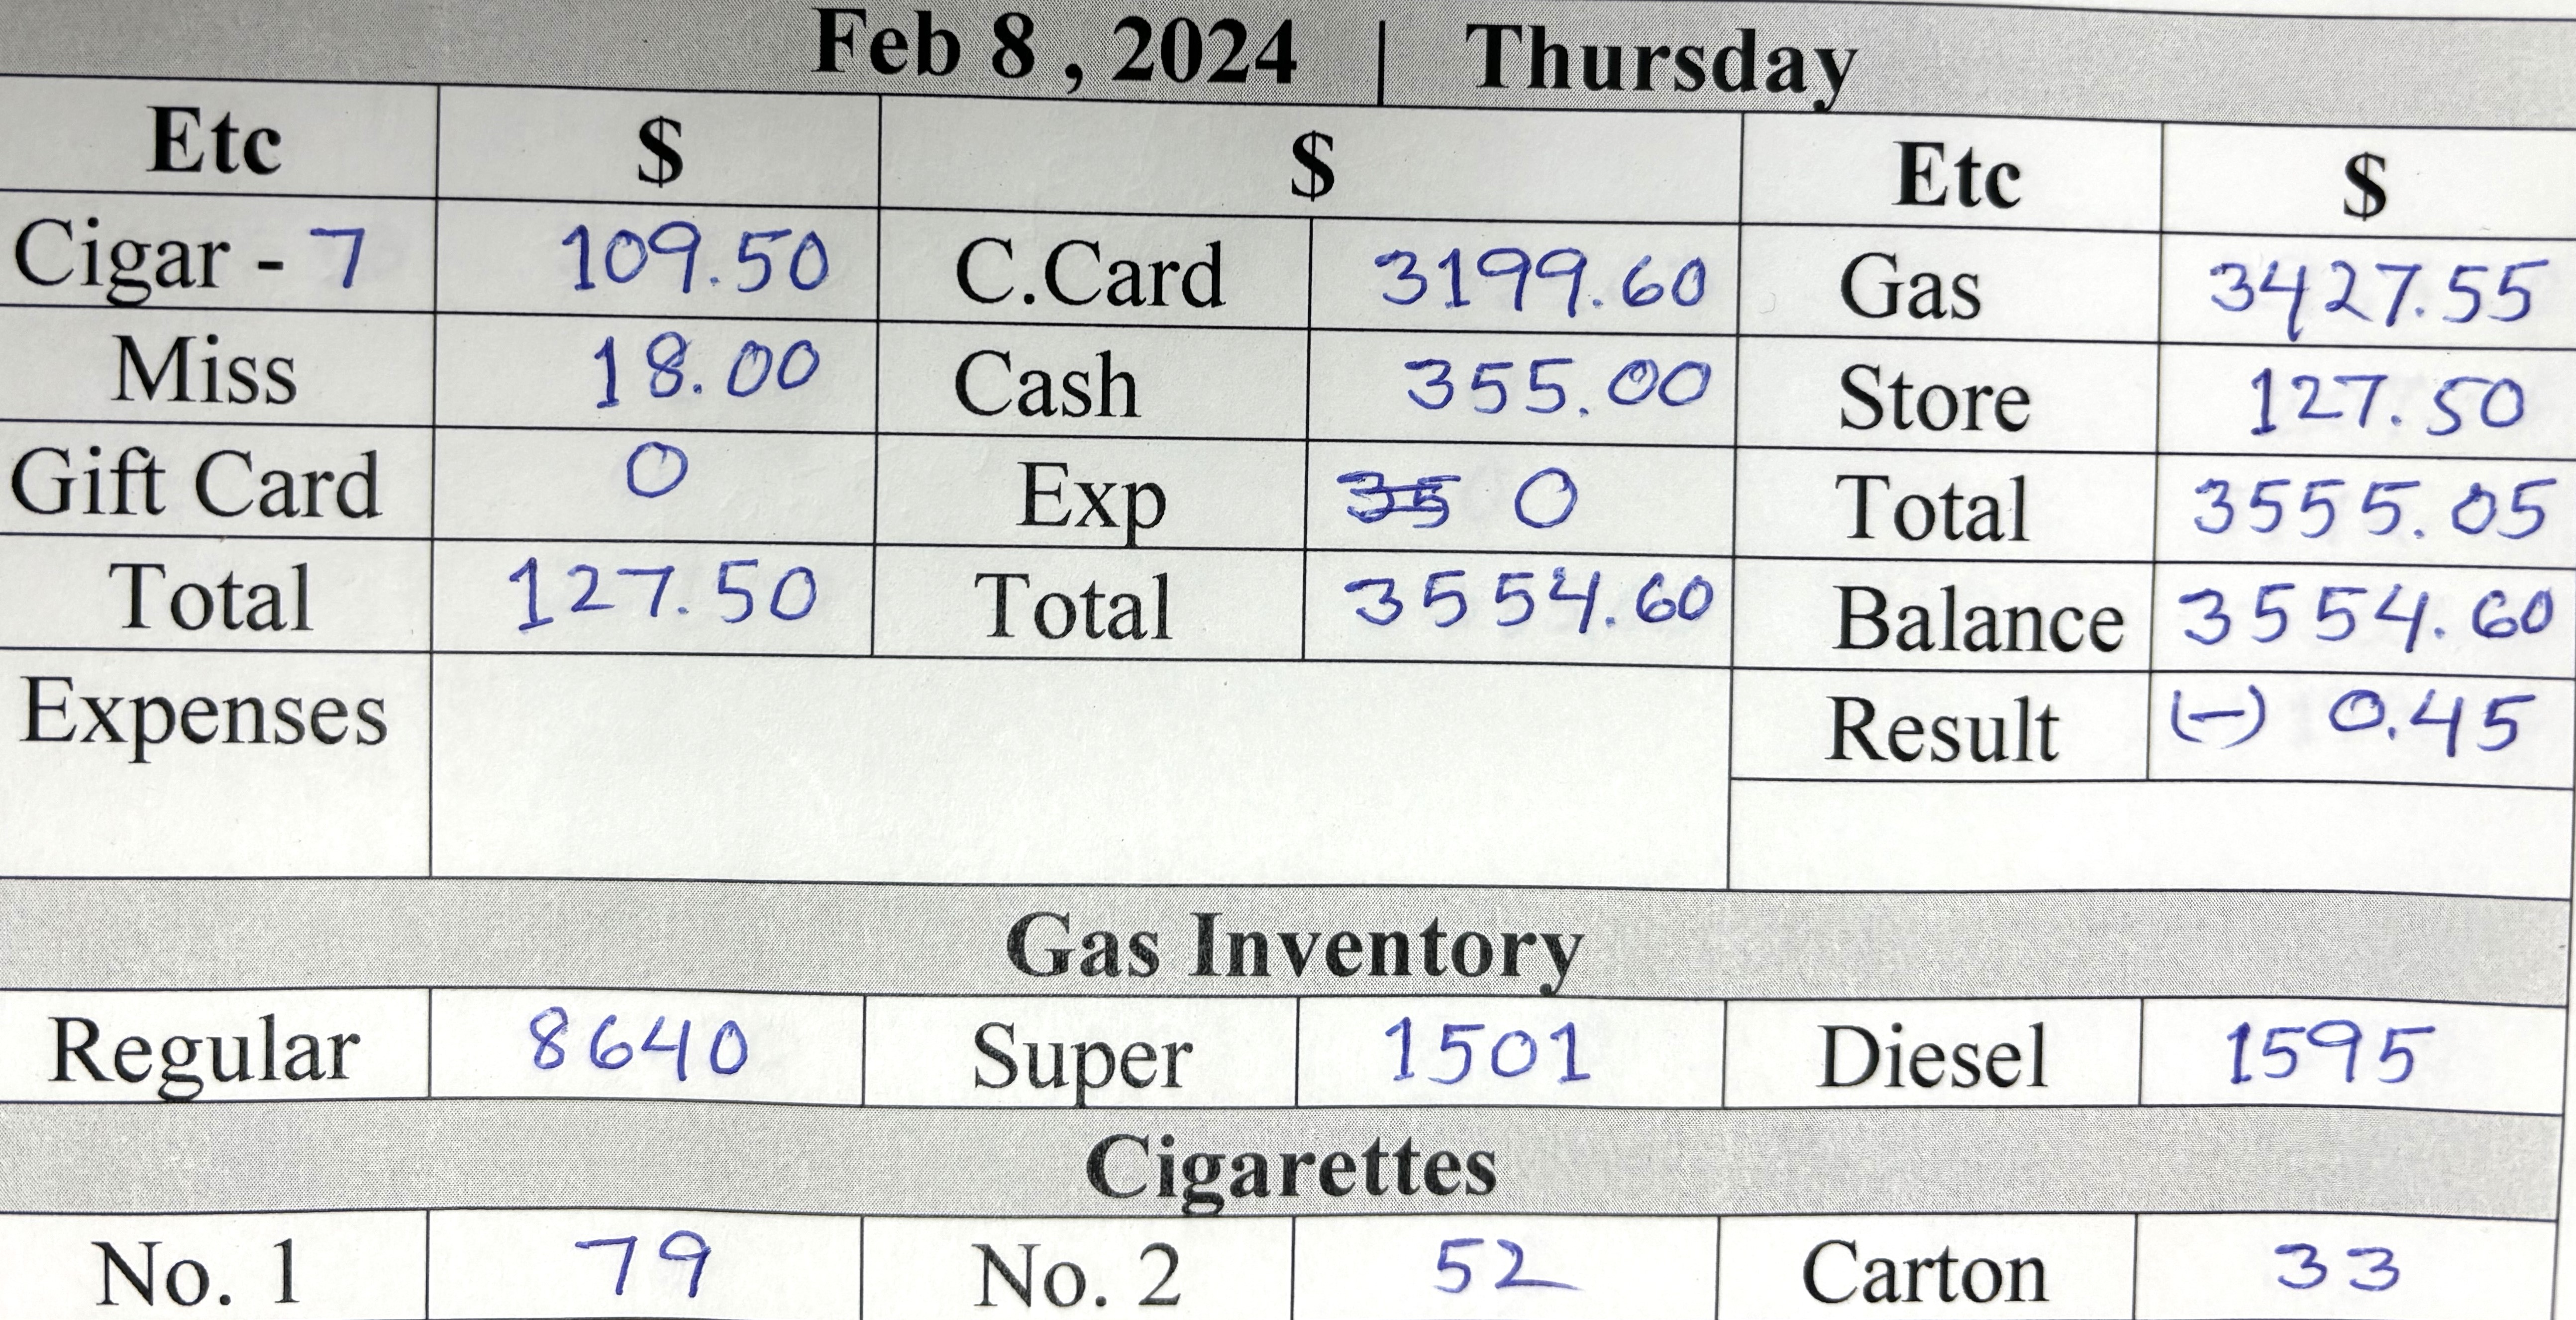 Feb 8 , 2024 | Thursday
Etc $ $ Etc $
Cigar - 7 109.50 C.Card 3199.60 Gas 3427.55
Miss 18.00 Cash 355.00 Store 127.50
Gift Card 0 Exp 35 0 Total 3555.05
Total 127.50 Total 3554.60 Balance 3554.60
Expenses Result (-) 0.45
Gas Inventory
Regular 8640 Super 1501 Diesel 1595
Cigarettes
No. 1 79 No. 2 52 Carton 33